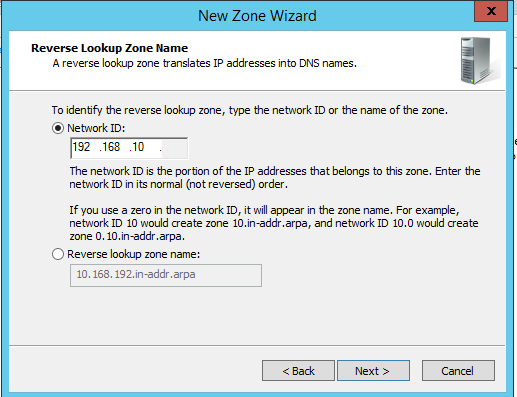 New Zone Wizard
X
Reverse Lookup Zone Name
A reverse lookup zone translates IP addresses into DNS names.
To identify the reverse lookup zone, type the network ID or the name of the zone.
Network ID:
192 .168 .10 .
The network ID is the portion of the IP addresses that belongs to this zone. Enter the
network ID in its normal (not reversed) order.
If you use a zero in the network ID, it will appear in the zone name. For example,
network ID 10 would create zone 10.in-addr.arpa, and network ID 10.0 would create
zone 0.10.in-addr.arpa.
Reverse lookup zone name:
10.168.192.in-addr.arpa
< Back
Next >
Cancel